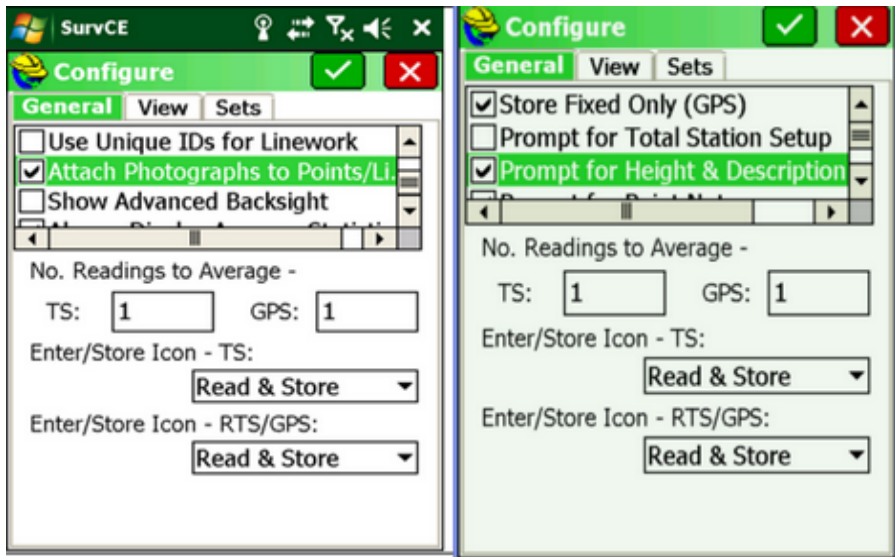 SurvCE
Configure
General View Sets
Use Unique IDs for Linework
Attach Photographs to Points/Li.
Show Advanced Backsight
No. Readings to Average -
TS: 1 GPS: 1
Enter/Store Icon - TS:
Read & Store
Enter/Store Icon - RTS/GPS:
Read & Store
Configure
General View Sets
Store Fixed Only (GPS)
Prompt for Total Station Setup
Prompt for Height & Description
No. Readings to Average -
TS: 1 GPS: 1
Enter/Store Icon - TS:
Read & Store
Enter/Store Icon - RTS/GPS:
Read & Store